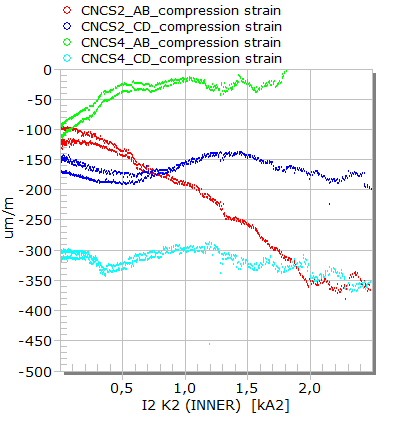 CNCS2_AB_compression strain
CNCS2_CD_compression strain
CNCS4_AB_compression strain
CNCS4_CD_compression strain
0
-50
-100
-150
-200
-250
-300
-350
-400
-450
-500
um/m
0,5
1,0
1,5
2,0
I2 K2 (INNER) [kA2]